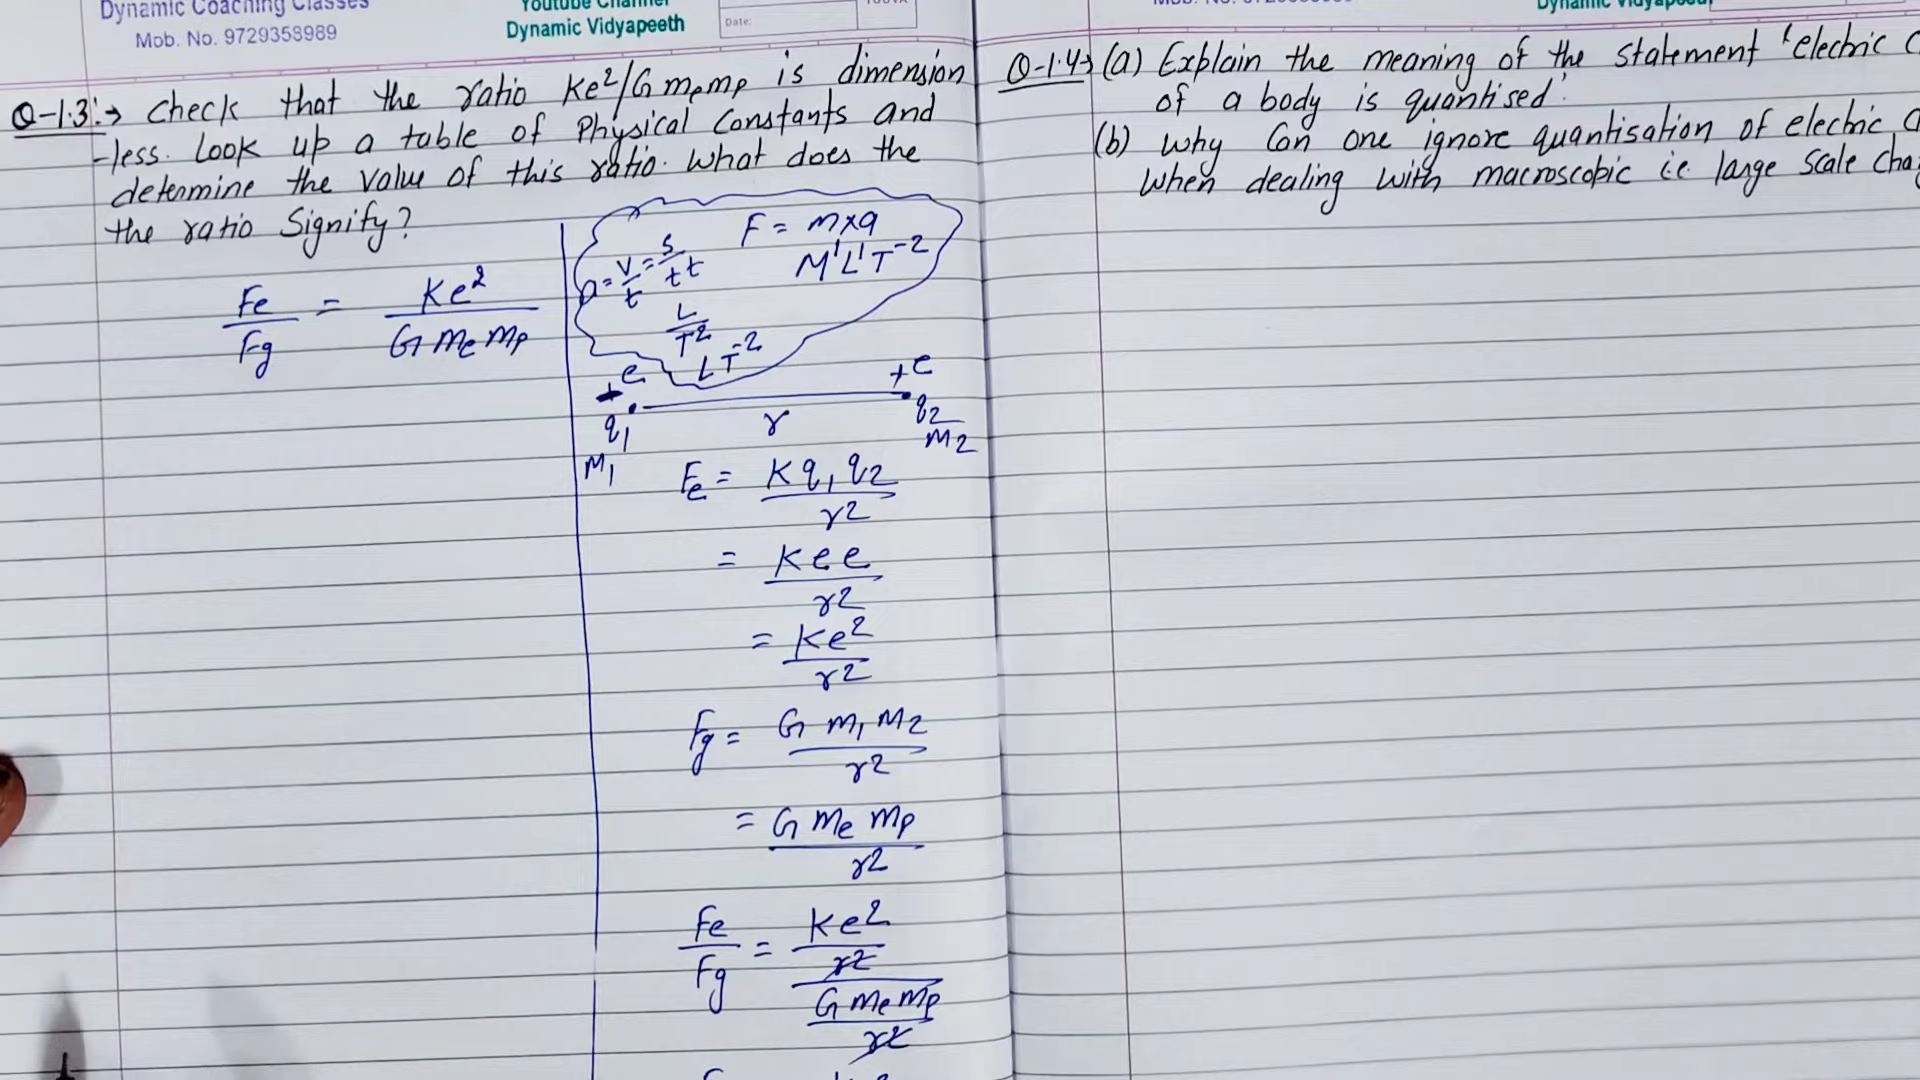 Dynamic Coaching Classes
Mob. No. 9729358989
Youtube Channel
Dynamic Vidyapeeth
Date:
Q-1.3:→ Check that the ratio Ke²/G memp is dimension
-less. Look up a table of Physical Constants and
determine the value of this ratio. What does the
the ratio Signify?
Fe/Fg = Ke²/G me mp
F = m×a
M¹L¹T⁻²
a = v/t = s/t t
L/T²
LT⁻²
+e
+e
q₁
r
q₂
M₁
M₂
Fe = K q₁ q₂/r²
= K e e/r²
= Ke²/r²
Fg = G m₁ M₂/r²
= G me mp/r²
Fe/Fg = Ke²/r²/G me mp/r²
Dynamic Vidyapeeth
Q-1.4→ (a) Explain the meaning of the statement 'electric
of a body is quantised'
(b) Why Can one ignore quantisation of electric
When dealing with macroscopic i.e. large Scale